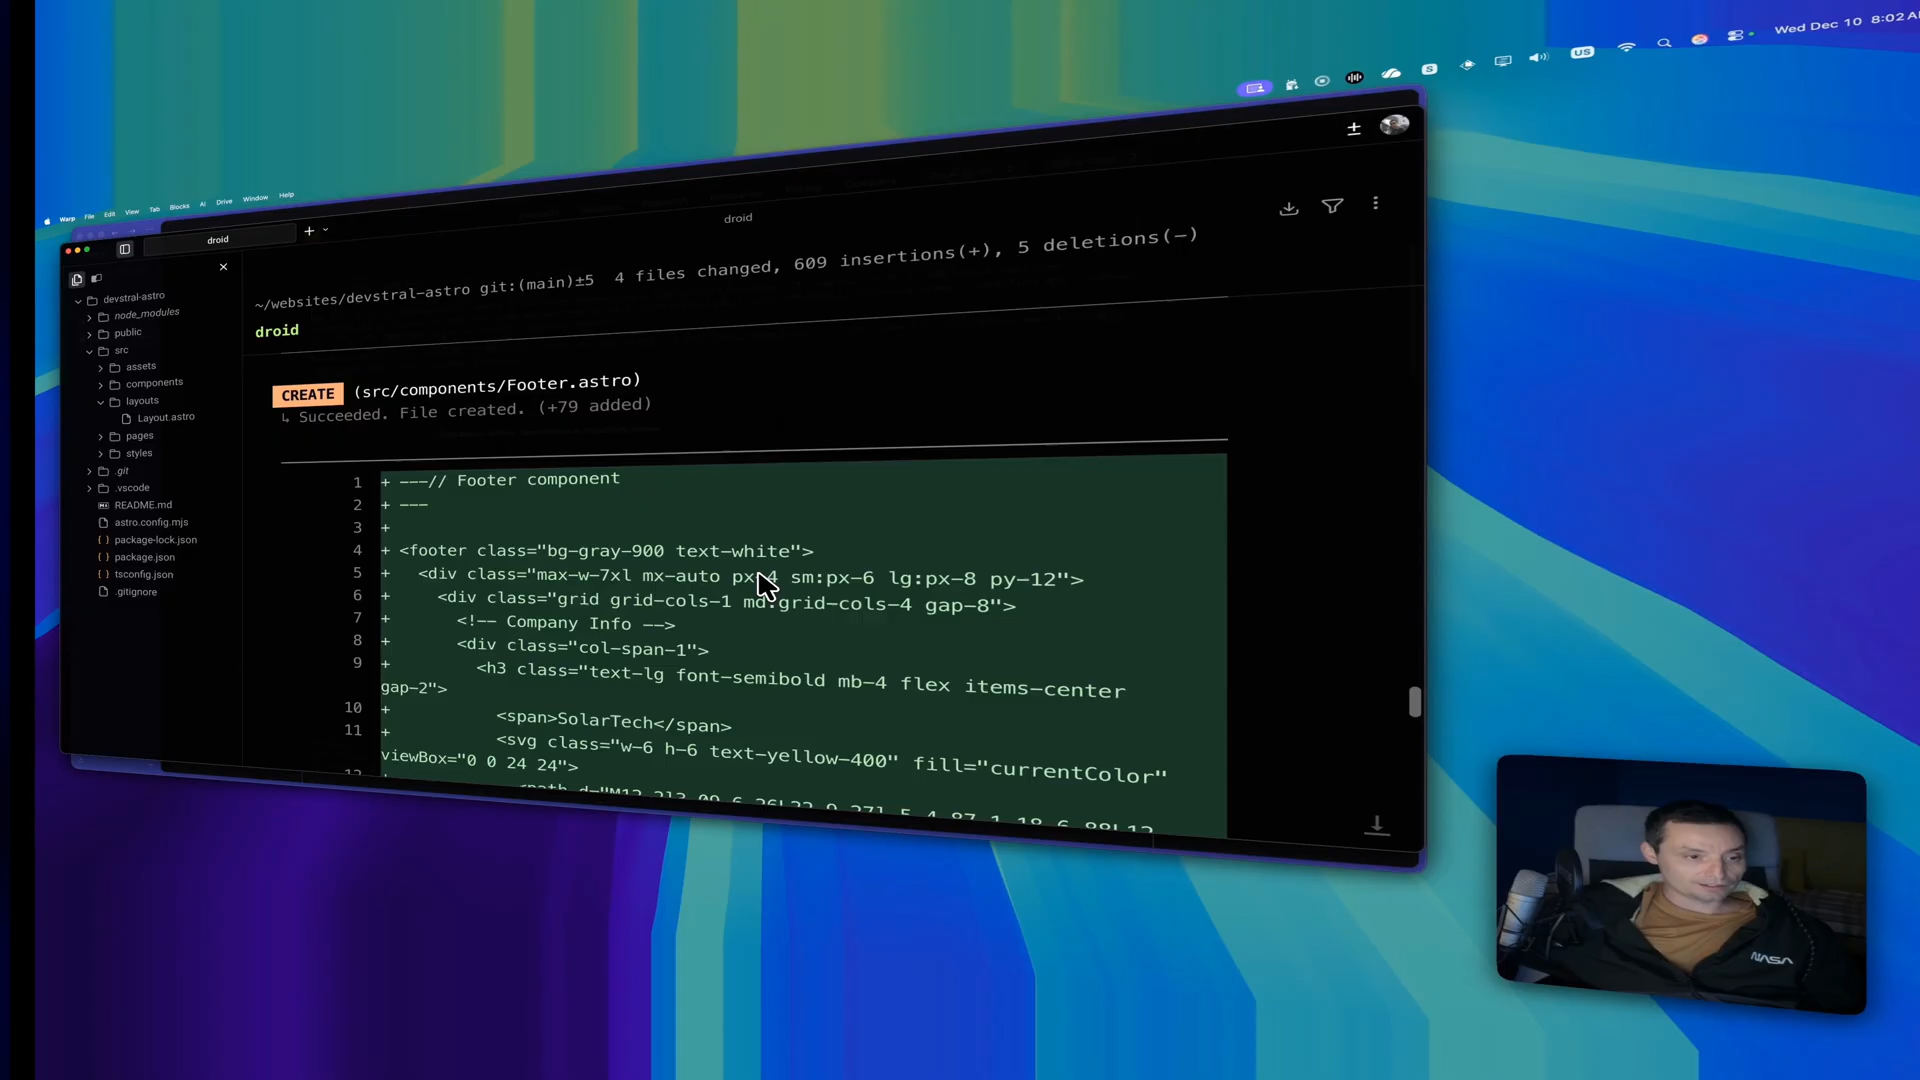 Wed Dec 10 8:02 A
US
S
Warp File Edit View Tab Blocks AI Drive Window Help
droid
droid
devstral-astro
node_modules
public
src
assets
components
layouts
Layout.astro
pages
styles
.git
.vscode
README.md
astro.config.mjs
package-lock.json
package.json
tsconfig.json
.gitignore
~/websites/devstral-astro git:(main)±5 4 files changed, 609 insertions(+), 5 deletions(-)
droid
CREATE (src/components/Footer.astro)
↳ Succeeded. File created. (+79 added)
1 + ---// Footer component
2 + ---
3 +
4 + <footer class="bg-gray-900 text-white">
5 + <div class="max-w-7xl mx-auto px-4 sm:px-6 lg:px-8 py-12">
6 + <div class="grid grid-cols-1 md:grid-cols-4 gap-8">
7 + <!-- Company Info -->
8 + <div class="col-span-1">
9 + <h3 class="text-lg font-semibold mb-4 flex items-center
gap-2">
10 + <span>SolarTech</span>
11 + <svg class="w-6 h-6 text-yellow-400" fill="currentColor"
viewBox="0 0 24 24">
12 +
NASA